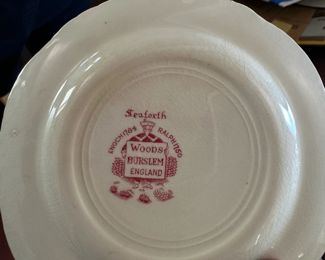 Seaforth
ENOCH 1784 RALPH 1750
WOODS
BURSLEM
ENGLAND